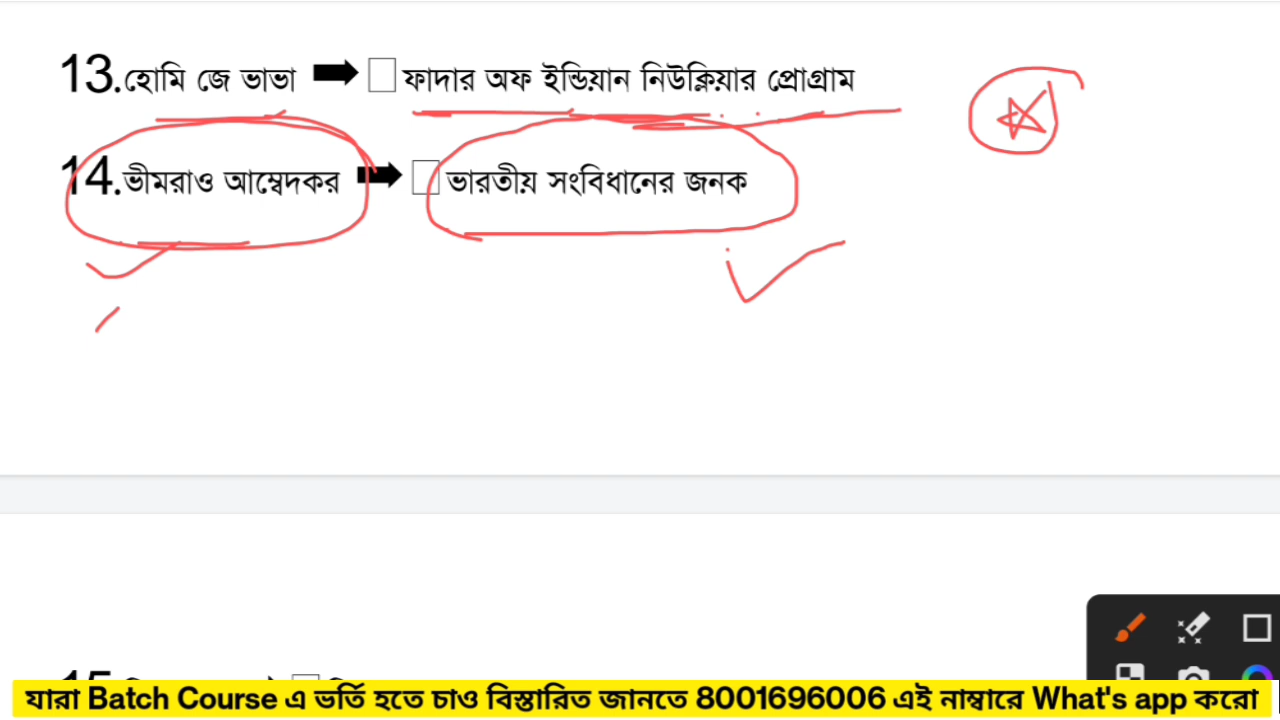 13.হোমি জে ভাভা ➡ □ ফাদার অফ ইন্ডিয়ান নিউক্লিয়ার প্রোগ্রাম
14.ভীমরাও আম্বেদকর ➡ □ ভারতীয় সংবিধানের জনক
যারা Batch Course এ ভর্তি হতে চাও বিস্তারিত জানতে 8001696006 এই নাম্বারে What's app করো